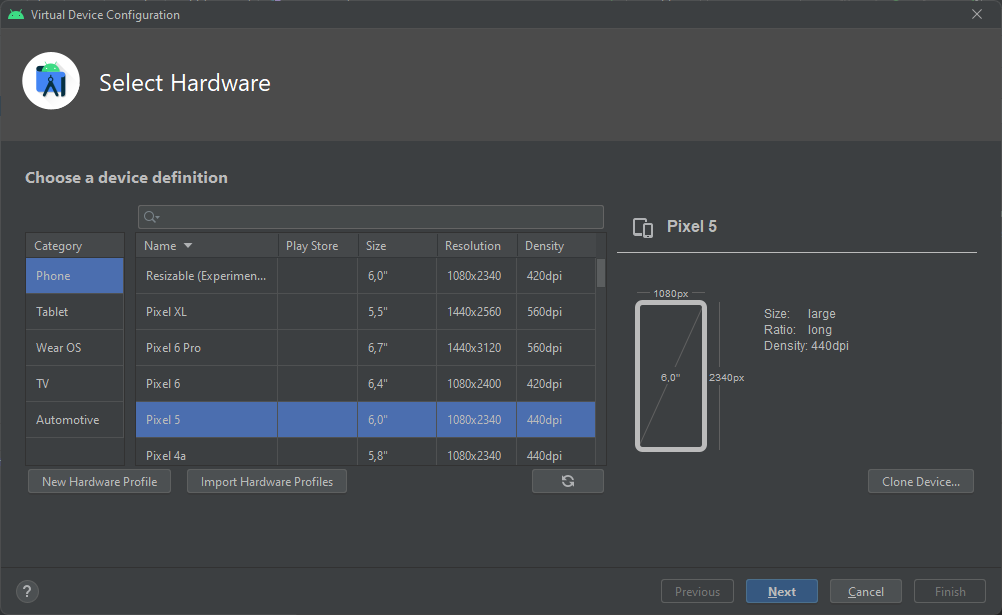 Virtual Device Configuration
Select Hardware
Choose a device definition
Category
Phone
Tablet
Wear OS
TV
Automotive
Name Play Store Size Resolution Density
Resizable (Experimen... 6,0" 1080x2340 420dpi
Pixel XL 5,5" 1440x2560 560dpi
Pixel 6 Pro 6,7" 1440x3120 560dpi
Pixel 6 6,4" 1080x2400 420dpi
Pixel 5 6,0" 1080x2340 440dpi
Pixel 4a 5,8" 1080x2340 440dpi
New Hardware Profile Import Hardware Profiles
Pixel 5
1080px
6,0" 2340px
Size: large
Ratio: long
Density: 440dpi
Clone Device...
? Previous Next Cancel Finish